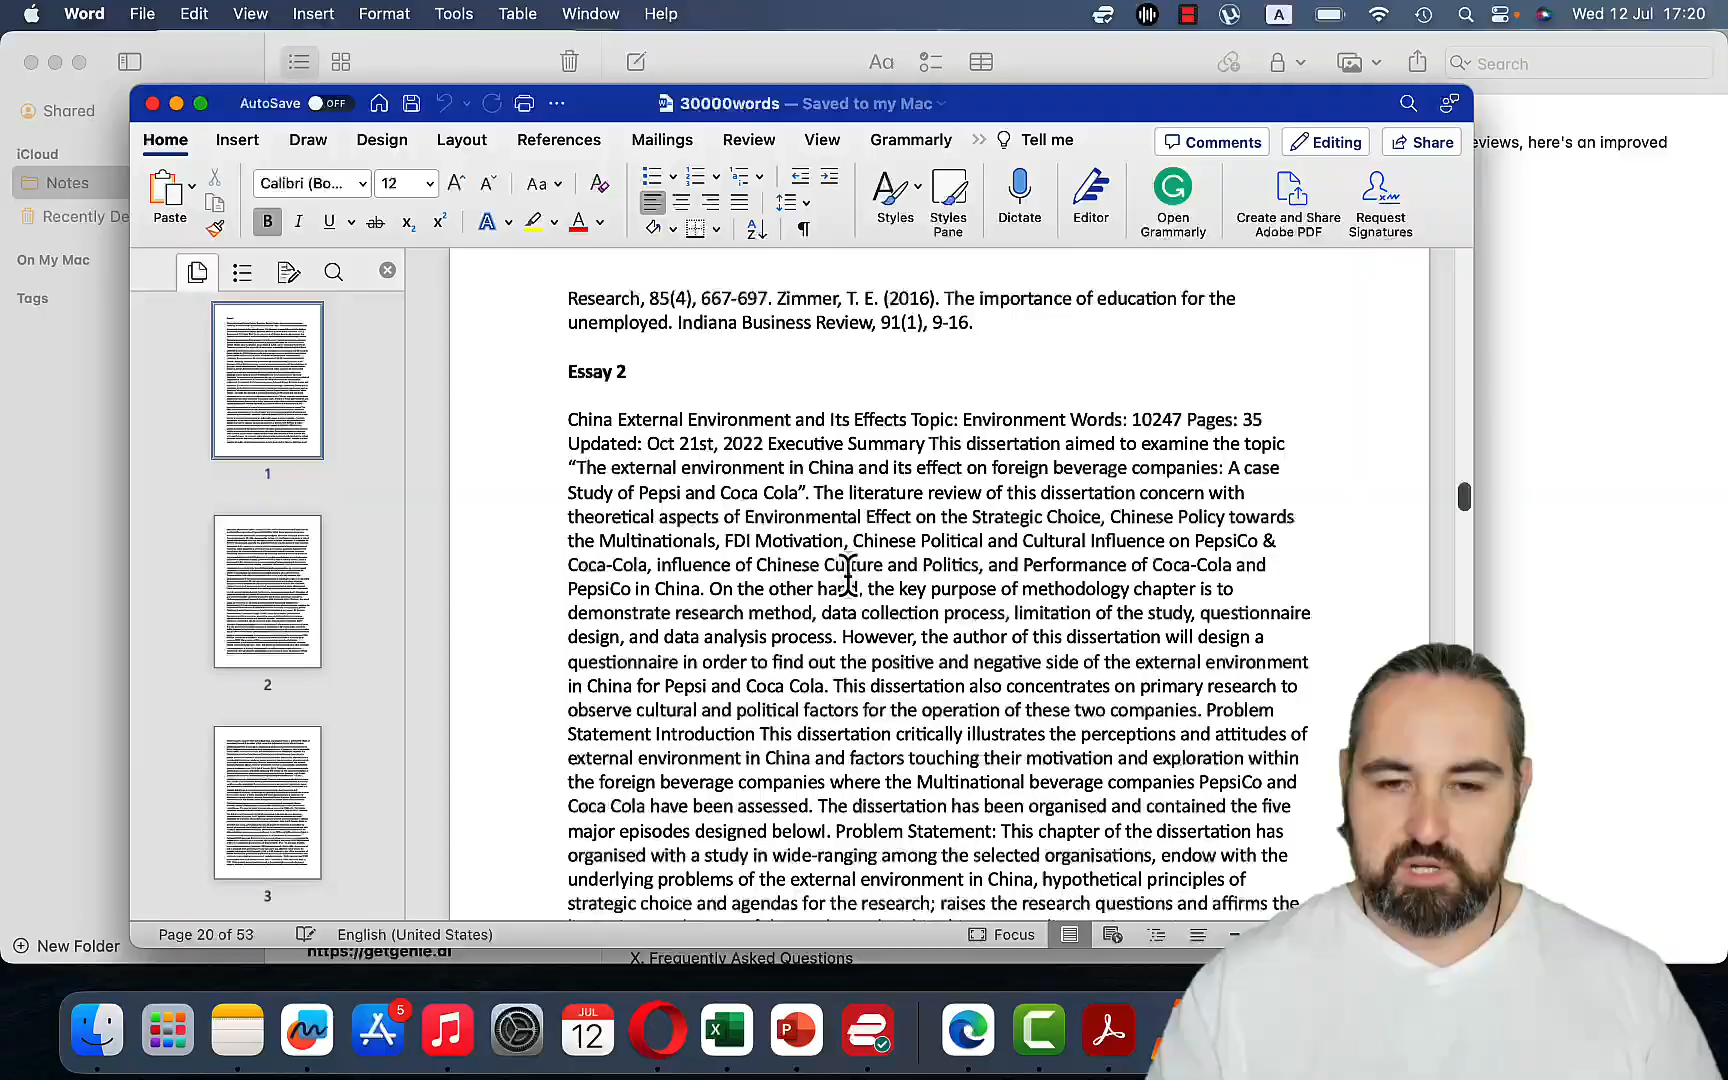 Word File Edit View Insert Format Tools Table Window Help A Wed 12 Jul 17:20
Aa Search
AutoSave OFF ... 30000words — Saved to my Mac
Shared
iCloud
Notes
Recently De
On My Mac
Tags
New Folder
Home Insert Draw Design Layout References Mailings Review View Grammarly >> Tell me Comments Editing Share
eviews, here's an improved
Calibri (Bo... 12 Aa
Paste
B I U ab x₂ x² A A
Styles
Styles Pane
Dictate
Editor
Open Grammarly
Create and Share Adobe PDF
Request Signatures
1
2
3
Research, 85(4), 667-697. Zimmer, T. E. (2016). The importance of education for the
unemployed. Indiana Business Review, 91(1), 9-16.
Essay 2
China External Environment and Its Effects Topic: Environment Words: 10247 Pages: 35
Updated: Oct 21st, 2022 Executive Summary This dissertation aimed to examine the topic
“The external environment in China and its effect on foreign beverage companies: A case
Study of Pepsi and Coca Cola”. The literature review of this dissertation concern with
theoretical aspects of Environmental Effect on the Strategic Choice, Chinese Policy towards
the Multinationals, FDI Motivation, Chinese Political and Cultural Influence on PepsiCo &
Coca-Cola, influence of Chinese Culture and Politics, and Performance of Coca-Cola and
PepsiCo in China. On the other hand, the key purpose of methodology chapter is to
demonstrate research method, data collection process, limitation of the study, questionnaire
design, and data analysis process. However, the author of this dissertation will design a
questionnaire in order to find out the positive and negative side of the external environment
in China for Pepsi and Coca Cola. This dissertation also concentrates on primary research to
observe cultural and political factors for the operation of these two companies. Problem
Statement Introduction This dissertation critically illustrates the perceptions and attitudes of
external environment in China and factors touching their motivation and exploration within
the foreign beverage companies where the Multinational beverage companies PepsiCo and
Coca Cola have been assessed. The dissertation has been organised and contained the five
major episodes designed belowI. Problem Statement: This chapter of the dissertation has
organised with a study in wide-ranging among the selected organisations, endow with the
underlying problems of the external environment in China, hypothetical principles of
strategic choice and agendas for the research; raises the research questions and affirms the
Page 20 of 53 English (United States) Focus
https://getgenie.ai
X. Frequently Asked Questions
5
JUL
12